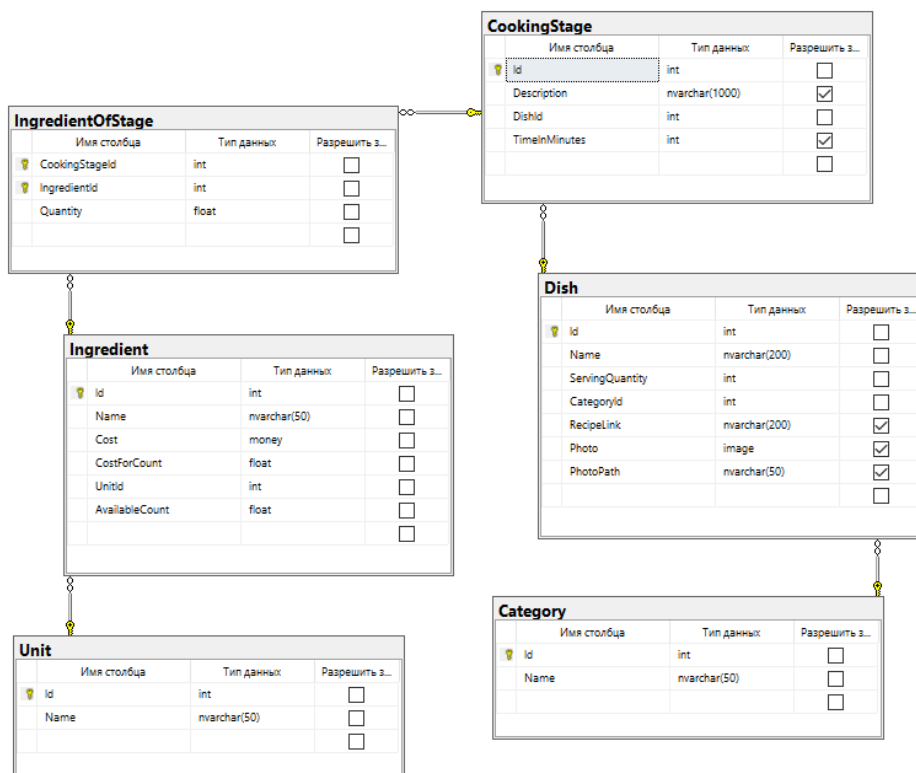 CookingStage
Имя столбца Тип данных Разрешить з...
Id int
Description nvarchar(1000)
DishId int
TimeInMinutes int
IngredientOfStage
Имя столбца Тип данных Разрешить з...
CookingStageId int
IngredientId int
Quantity float
Dish
Имя столбца Тип данных Разрешить з...
Id int
Name nvarchar(200)
ServingQuantity int
CategoryId int
RecipeLink nvarchar(200)
Photo image
PhotoPath nvarchar(50)
Ingredient
Имя столбца Тип данных Разрешить з...
Id int
Name nvarchar(50)
Cost money
CostForCount float
UnitId int
AvailableCount float
Category
Имя столбца Тип данных Разрешить з...
Id int
Name nvarchar(50)
Unit
Имя столбца Тип данных Разрешить з...
Id int
Name nvarchar(50)